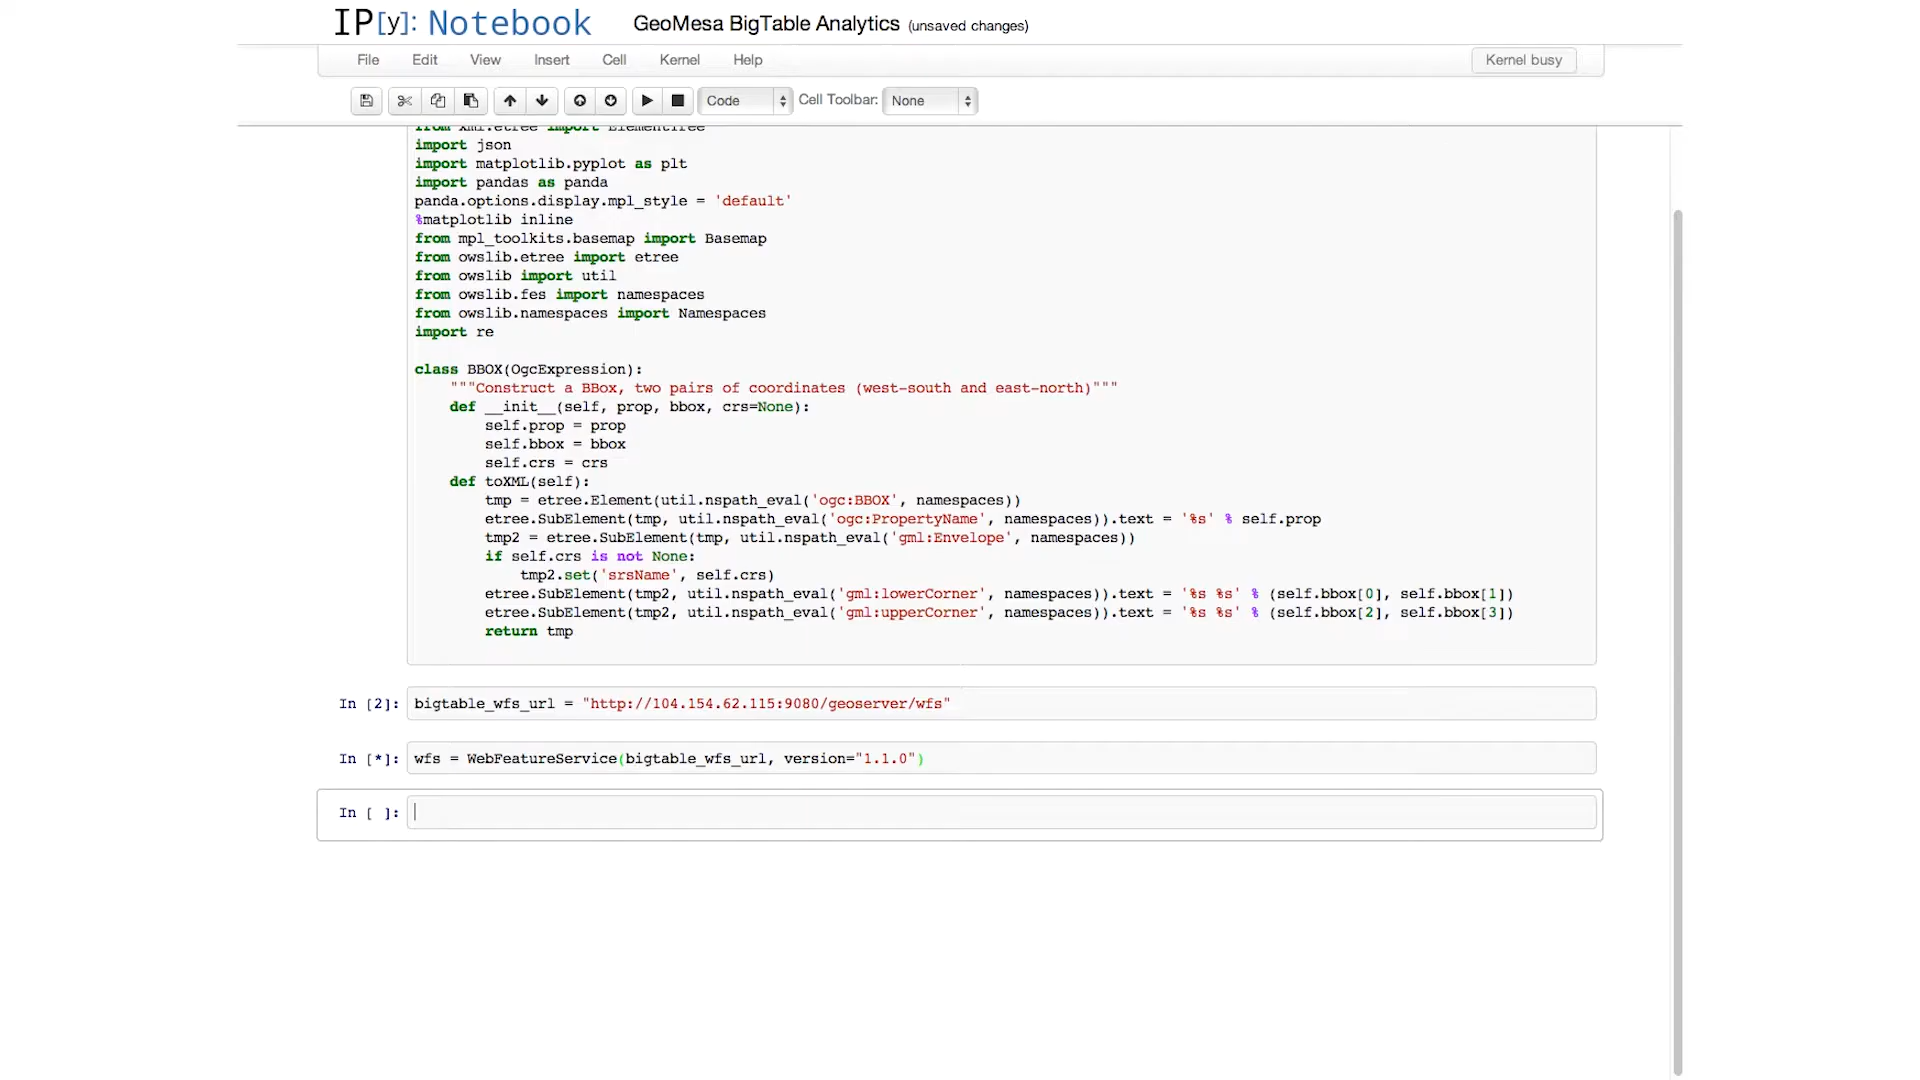 IP[y]: Notebook GeoMesa BigTable Analytics (unsaved changes)
File Edit View Insert Cell Kernel Help Kernel busy
Code Cell Toolbar: None
from xml.etree import ElementTree
import json
import matplotlib.pyplot as plt
import pandas as panda
panda.options.display.mpl_style = 'default'
%matplotlib inline
from mpl_toolkits.basemap import Basemap
from owslib.etree import etree
from owslib import util
from owslib.fes import namespaces
from owslib.namespaces import Namespaces
import re
class BBOX(OgcExpression):
"""Construct a BBox, two pairs of coordinates (west-south and east-north)"""
def __init__(self, prop, bbox, crs=None):
self.prop = prop
self.bbox = bbox
self.crs = crs
def toXML(self):
tmp = etree.Element(util.nspath_eval('ogc:BBOX', namespaces))
etree.SubElement(tmp, util.nspath_eval('ogc:PropertyName', namespaces)).text = '%s' % self.prop
tmp2 = etree.SubElement(tmp, util.nspath_eval('gml:Envelope', namespaces))
if self.crs is not None:
tmp2.set('srsName', self.crs)
etree.SubElement(tmp2, util.nspath_eval('gml:lowerCorner', namespaces)).text = '%s %s' % (self.bbox[0], self.bbox[1])
etree.SubElement(tmp2, util.nspath_eval('gml:upperCorner', namespaces)).text = '%s %s' % (self.bbox[2], self.bbox[3])
return tmp
In [2]: bigtable_wfs_url = "http://104.154.62.115:9080/geoserver/wfs"
In [*]: wfs = WebFeatureService(bigtable_wfs_url, version="1.1.0")
In [ ]: